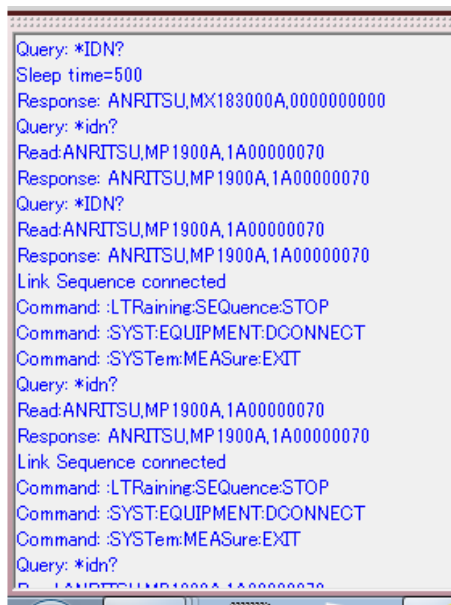 Query: *IDN?
Sleep time=500
Response: ANRITSU,MX183000A,0000000000
Query: *idn?
Read:ANRITSU,MP1900A,1A00000070
Response: ANRITSU,MP1900A,1A00000070
Query: *IDN?
Read:ANRITSU,MP1900A,1A00000070
Response: ANRITSU,MP1900A,1A00000070
Link Sequence connected
Command: :LTRaining:SEQuence:STOP
Command: :SYST:EQUIPMENT:DCONNECT
Command: :SYSTem:MEASure:EXIT
Query: *idn?
Read:ANRITSU,MP1900A,1A00000070
Response: ANRITSU,MP1900A,1A00000070
Link Sequence connected
Command: :LTRaining:SEQuence:STOP
Command: :SYST:EQUIPMENT:DCONNECT
Command: :SYSTem:MEASure:EXIT
Query: *idn?